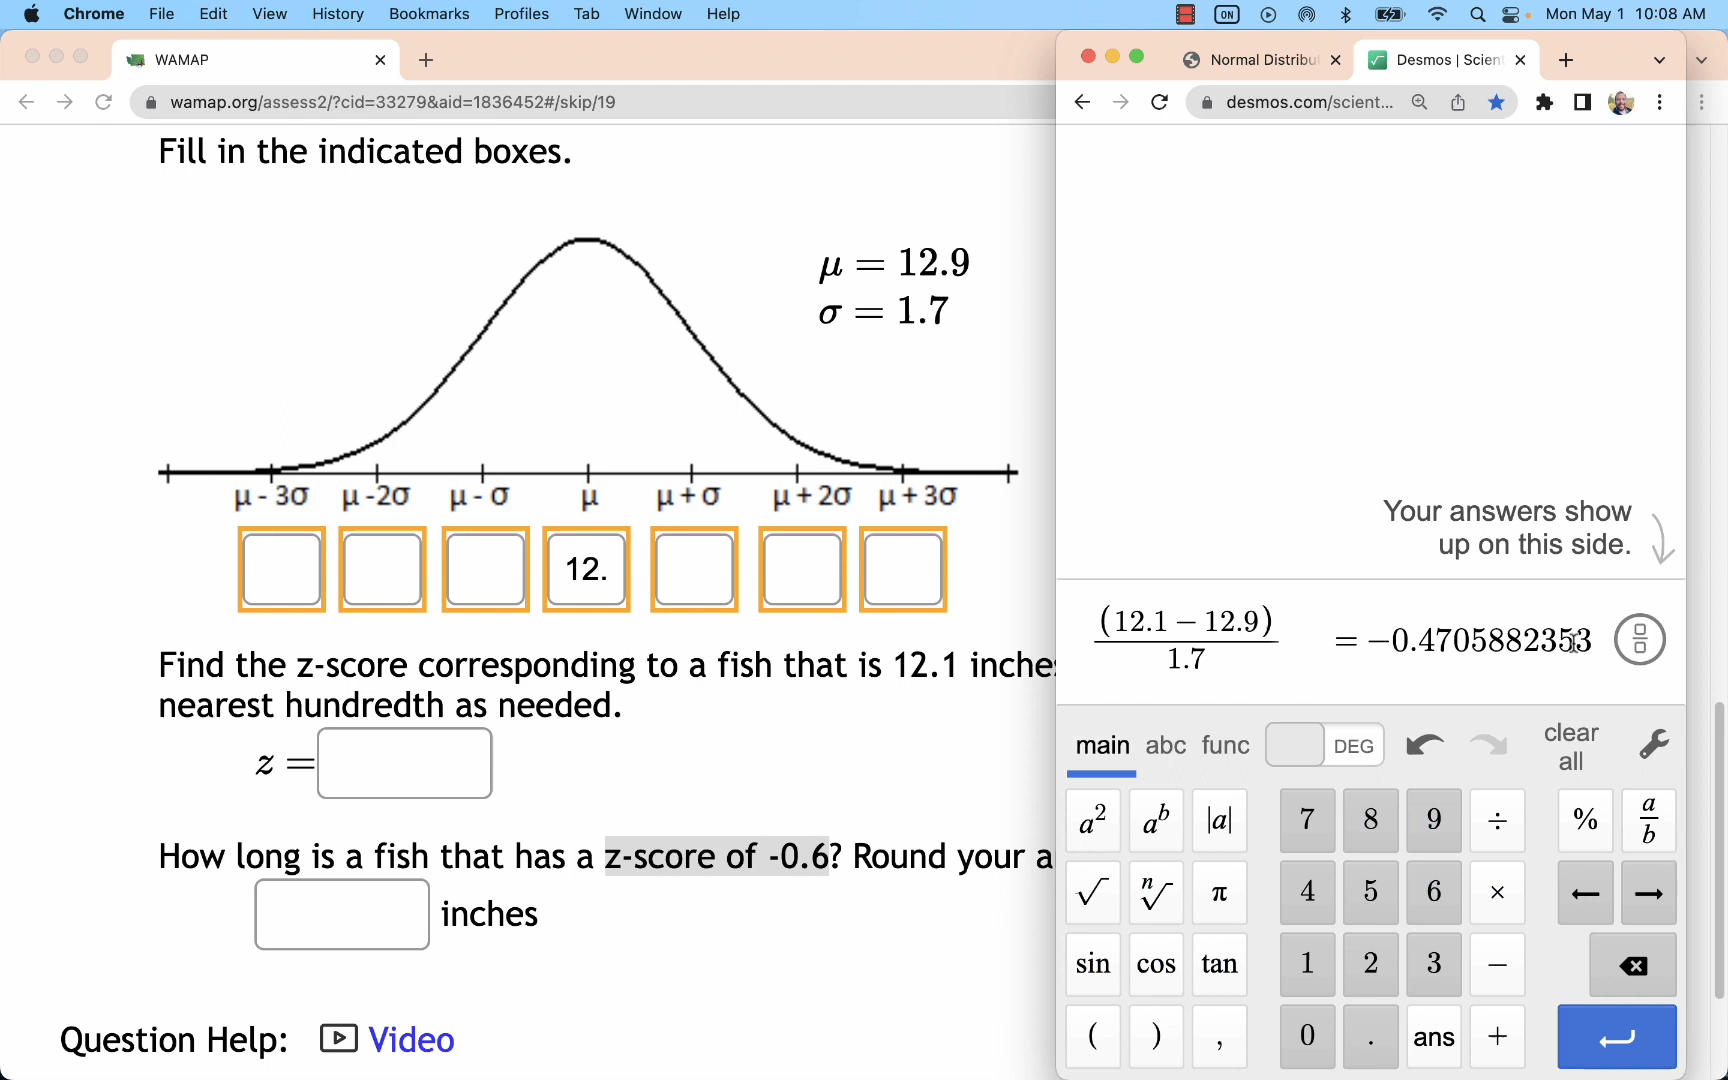 Chrome File Edit View History Bookmarks Profiles Tab Window Help ON Mon May 1 10:08 AM
WAMAP
wamap.org/assess2/?cid=33279&aid=1836452#/skip/19
Normal Distribu
Desmos | Scient
desmos.com/scient...
Fill in the indicated boxes.
μ = 12.9
σ = 1.7
μ - 3σ μ -2σ μ - σ μ μ + σ μ + 2σ μ + 3σ
12.
Find the z-score corresponding to a fish that is 12.1 inche
nearest hundredth as needed.
z =
How long is a fish that has a z-score of -0.6? Round your a
inches
Question Help: Video
Your answers show
up on this side.
(12.1 − 12.9)
1.7
= −0.4705882353
main abc func DEG clear
all
a² aᵇ |a| 7 8 9 ÷ % a/b
√ ⁿ√ π 4 5 6 × ← →
sin cos tan 1 2 3 −
( ) , 0 . ans +